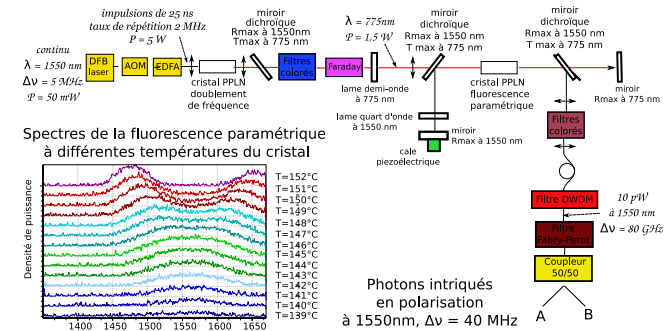 impulsions de 25 ns
taux de répétition 2 MHz
P = 5 W
continu
λ = 1550 nm
Δν = 5 MHz
P = 50 mW
DFB
laser
AOM
EDFA
cristal PPLN
doublement
de fréquence
miroir
dichroïque
Rmax à 1550nm
T max à 775 nm
Filtres
colorés
Faraday
λ = 775nm
P = 1,5 W
lame demi-onde
à 775 nm
miroir
dichroïque
Rmax à 1550 nm
T max à 775 nm
lame quart d'onde
à 1550 nm
miroir
Rmax à 1550 nm
cale
piezoélectrique
cristal PPLN
fluorescence
paramétrique
miroir
dichroïque
Rmax à 1550 nm
T max à 775 nm
miroir
Rmax à 775 nm
Filtres
colorés
Filtre DWDM
10 pW
à 1550 nm
Δν = 80 GHz
Filtre
Fabry-Perot
Coupleur
50/50
A
B
Photons intriqués
en polarisation
à 1550nm, Δν = 40 MHz
Spectres de la fluorescence paramétrique
à différentes températures du cristal
Densité de puissance
T=152°C
T=151°C
T=150°C
T=149°C
T=148°C
T=147°C
T=146°C
T=145°C
T=144°C
T=143°C
T=142°C
T=141°C
T=140°C
T=139°C
1400
1450
1500
1550
1600
1650